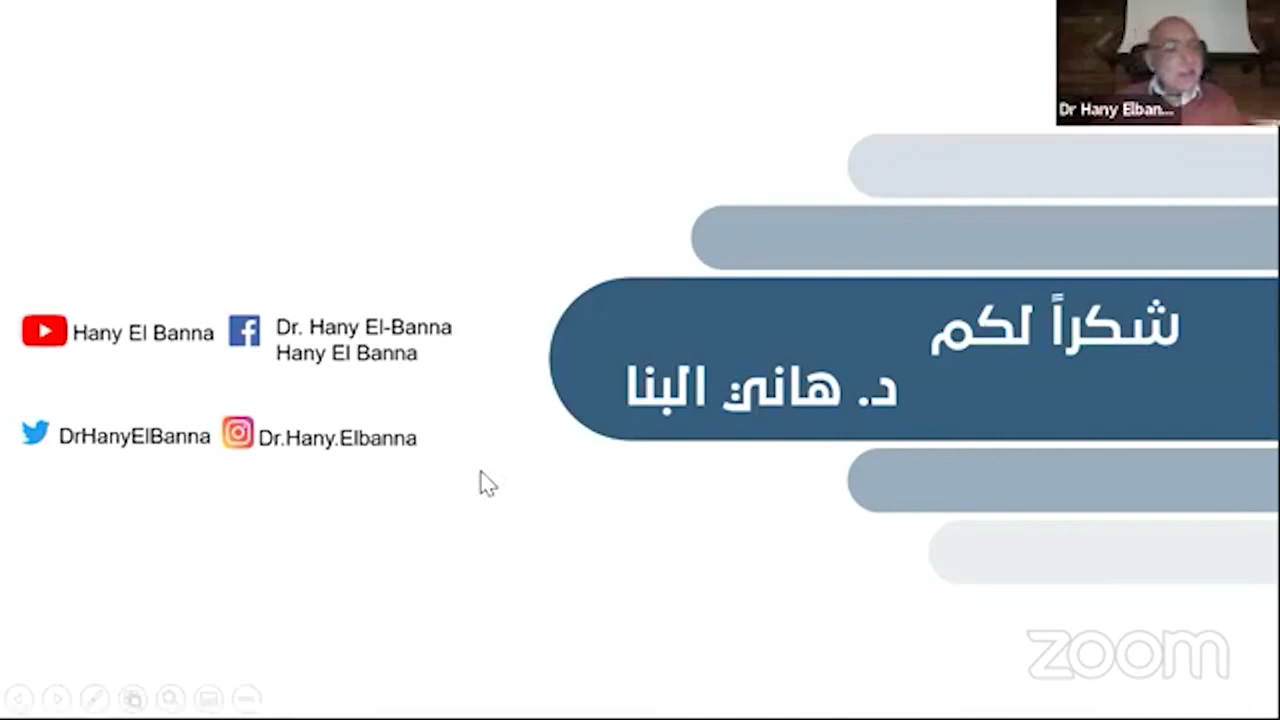 Dr Hany Elban...
شكراً لكم
د. هاني البنا
Hany El Banna
Dr. Hany El-Banna
Hany El Banna
DrHanyElBanna
Dr.Hany.Elbanna
zoom